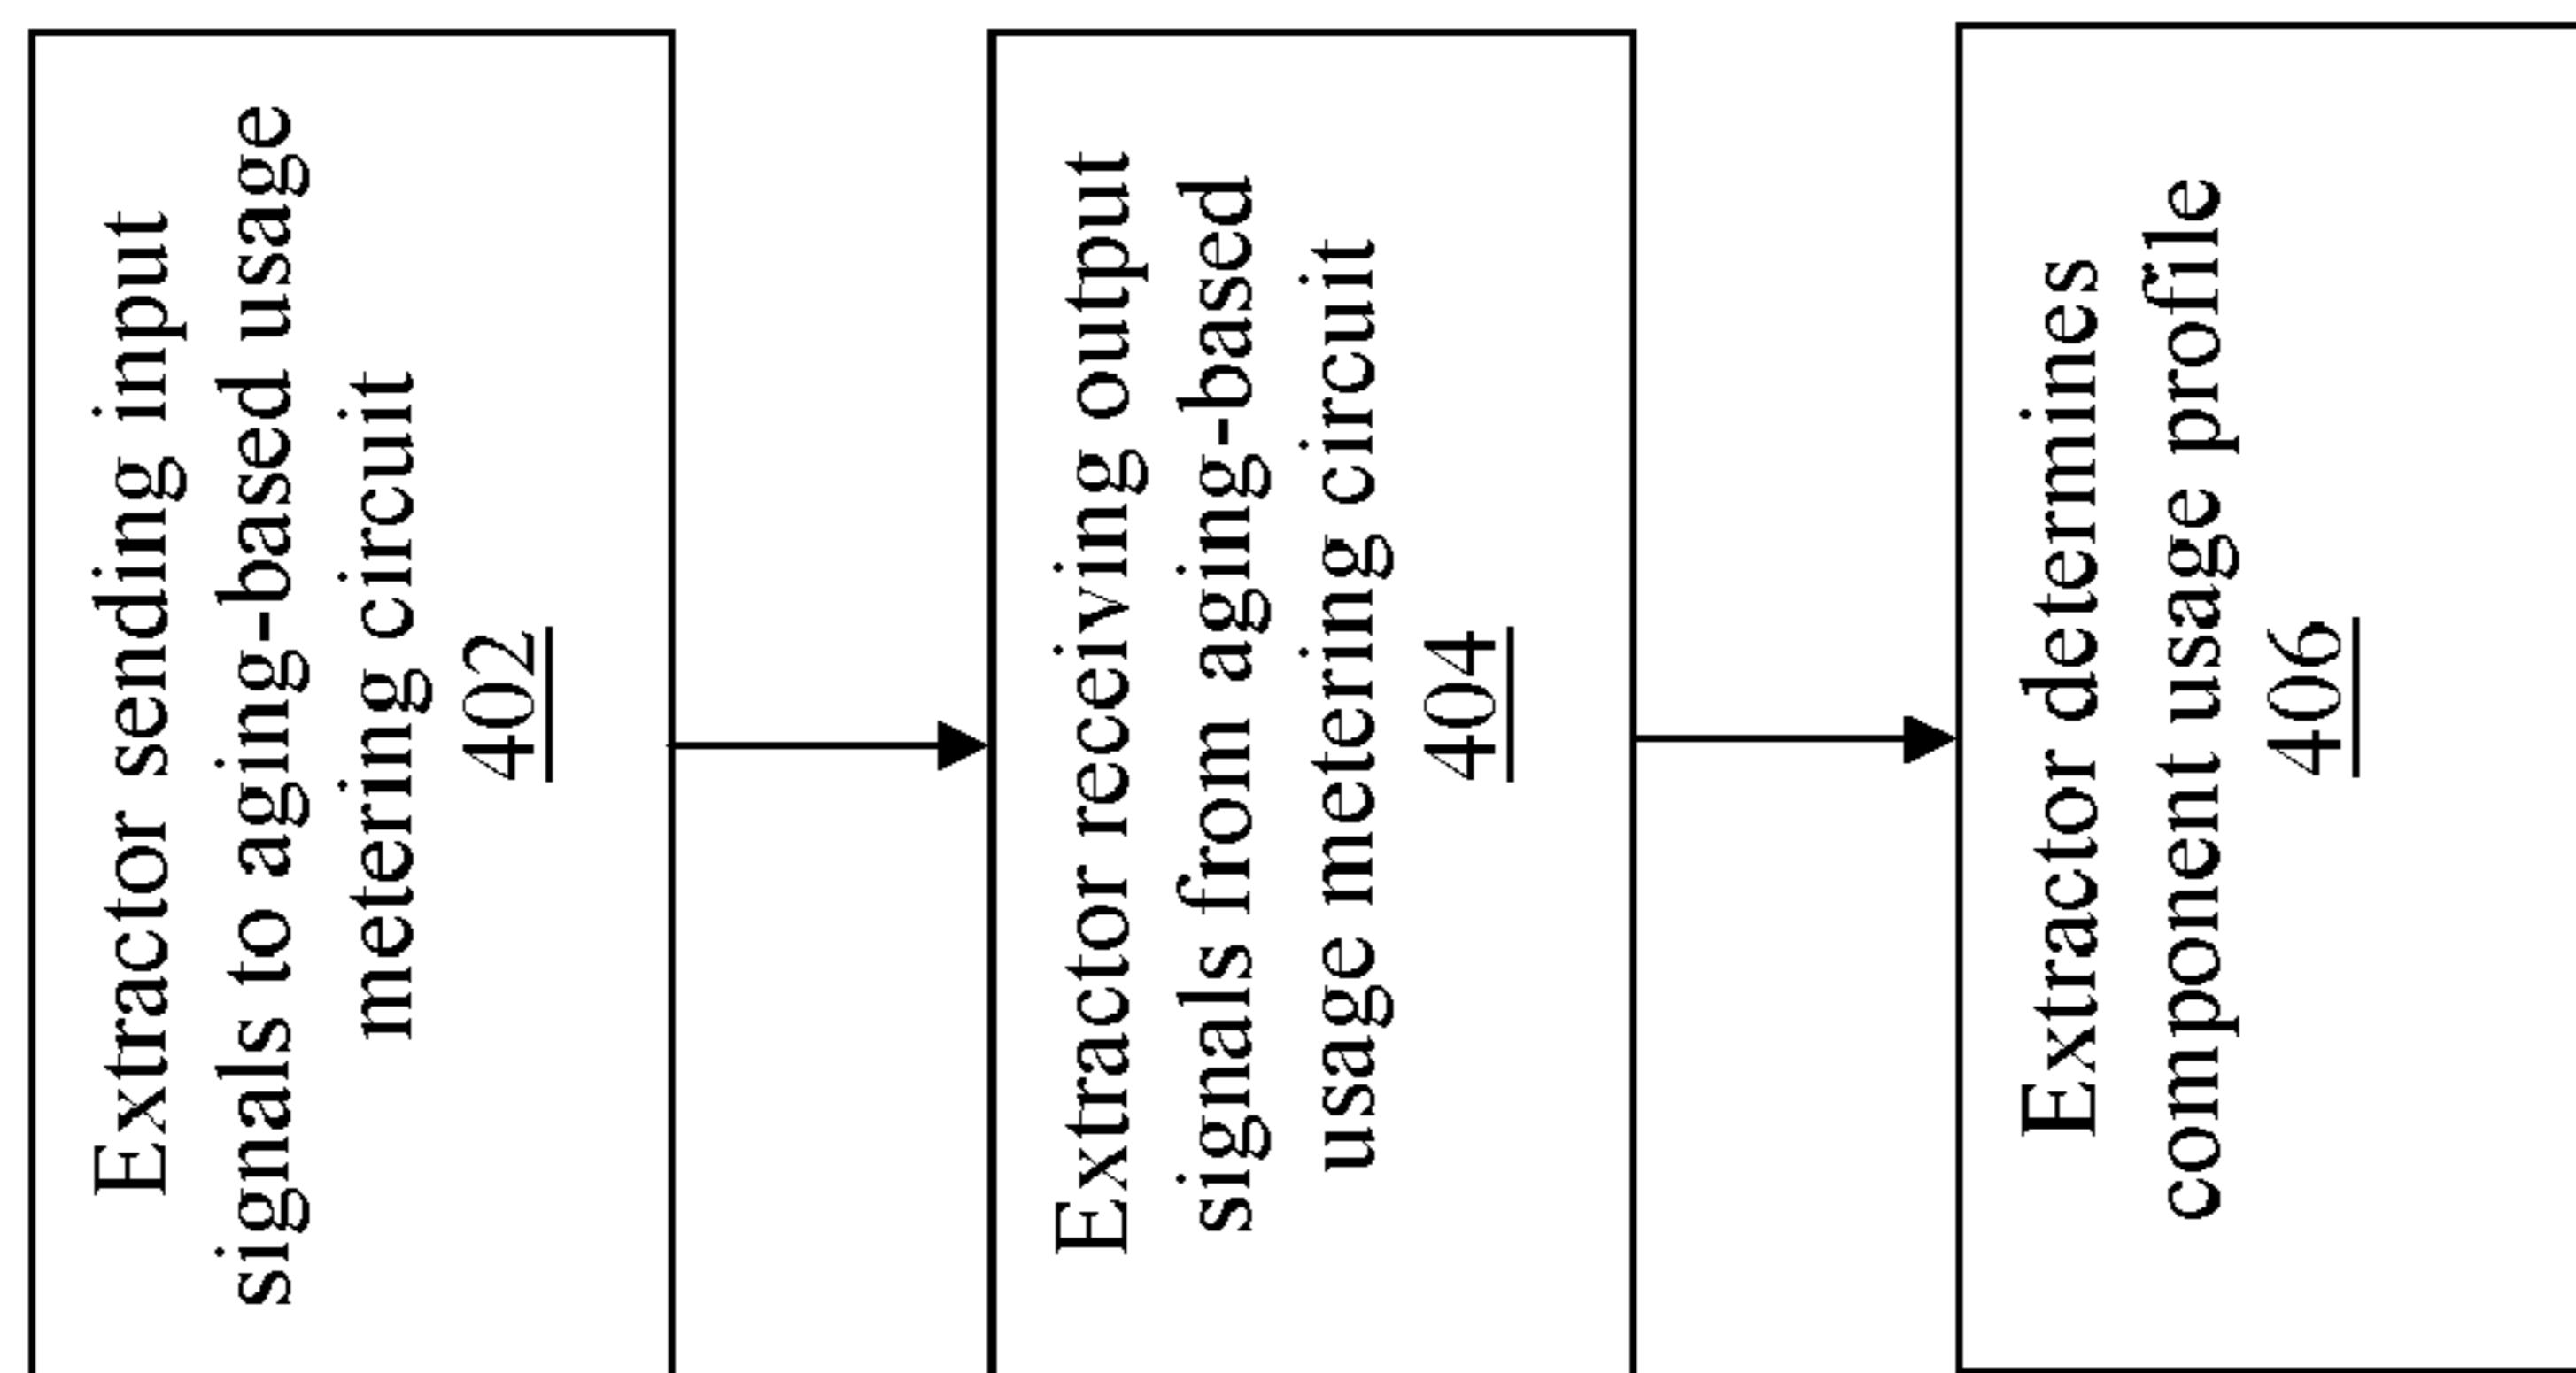 Extractor sending input
signals to aging-based usage
metering circuit
402
Extractor receiving output
signals from aging-based
usage metering circuit
404
Extractor determines
component usage profile
406